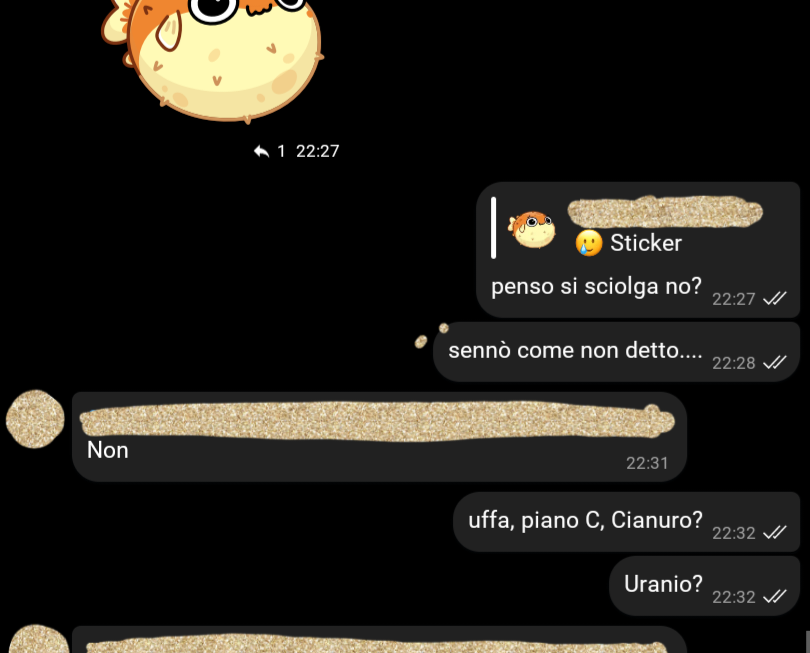 1 22:27
🥲 Sticker
penso si sciolga no? 22:27
sennò come non detto.... 22:28
Non
22:31
uffa, piano C, Cianuro? 22:32
Uranio? 22:32